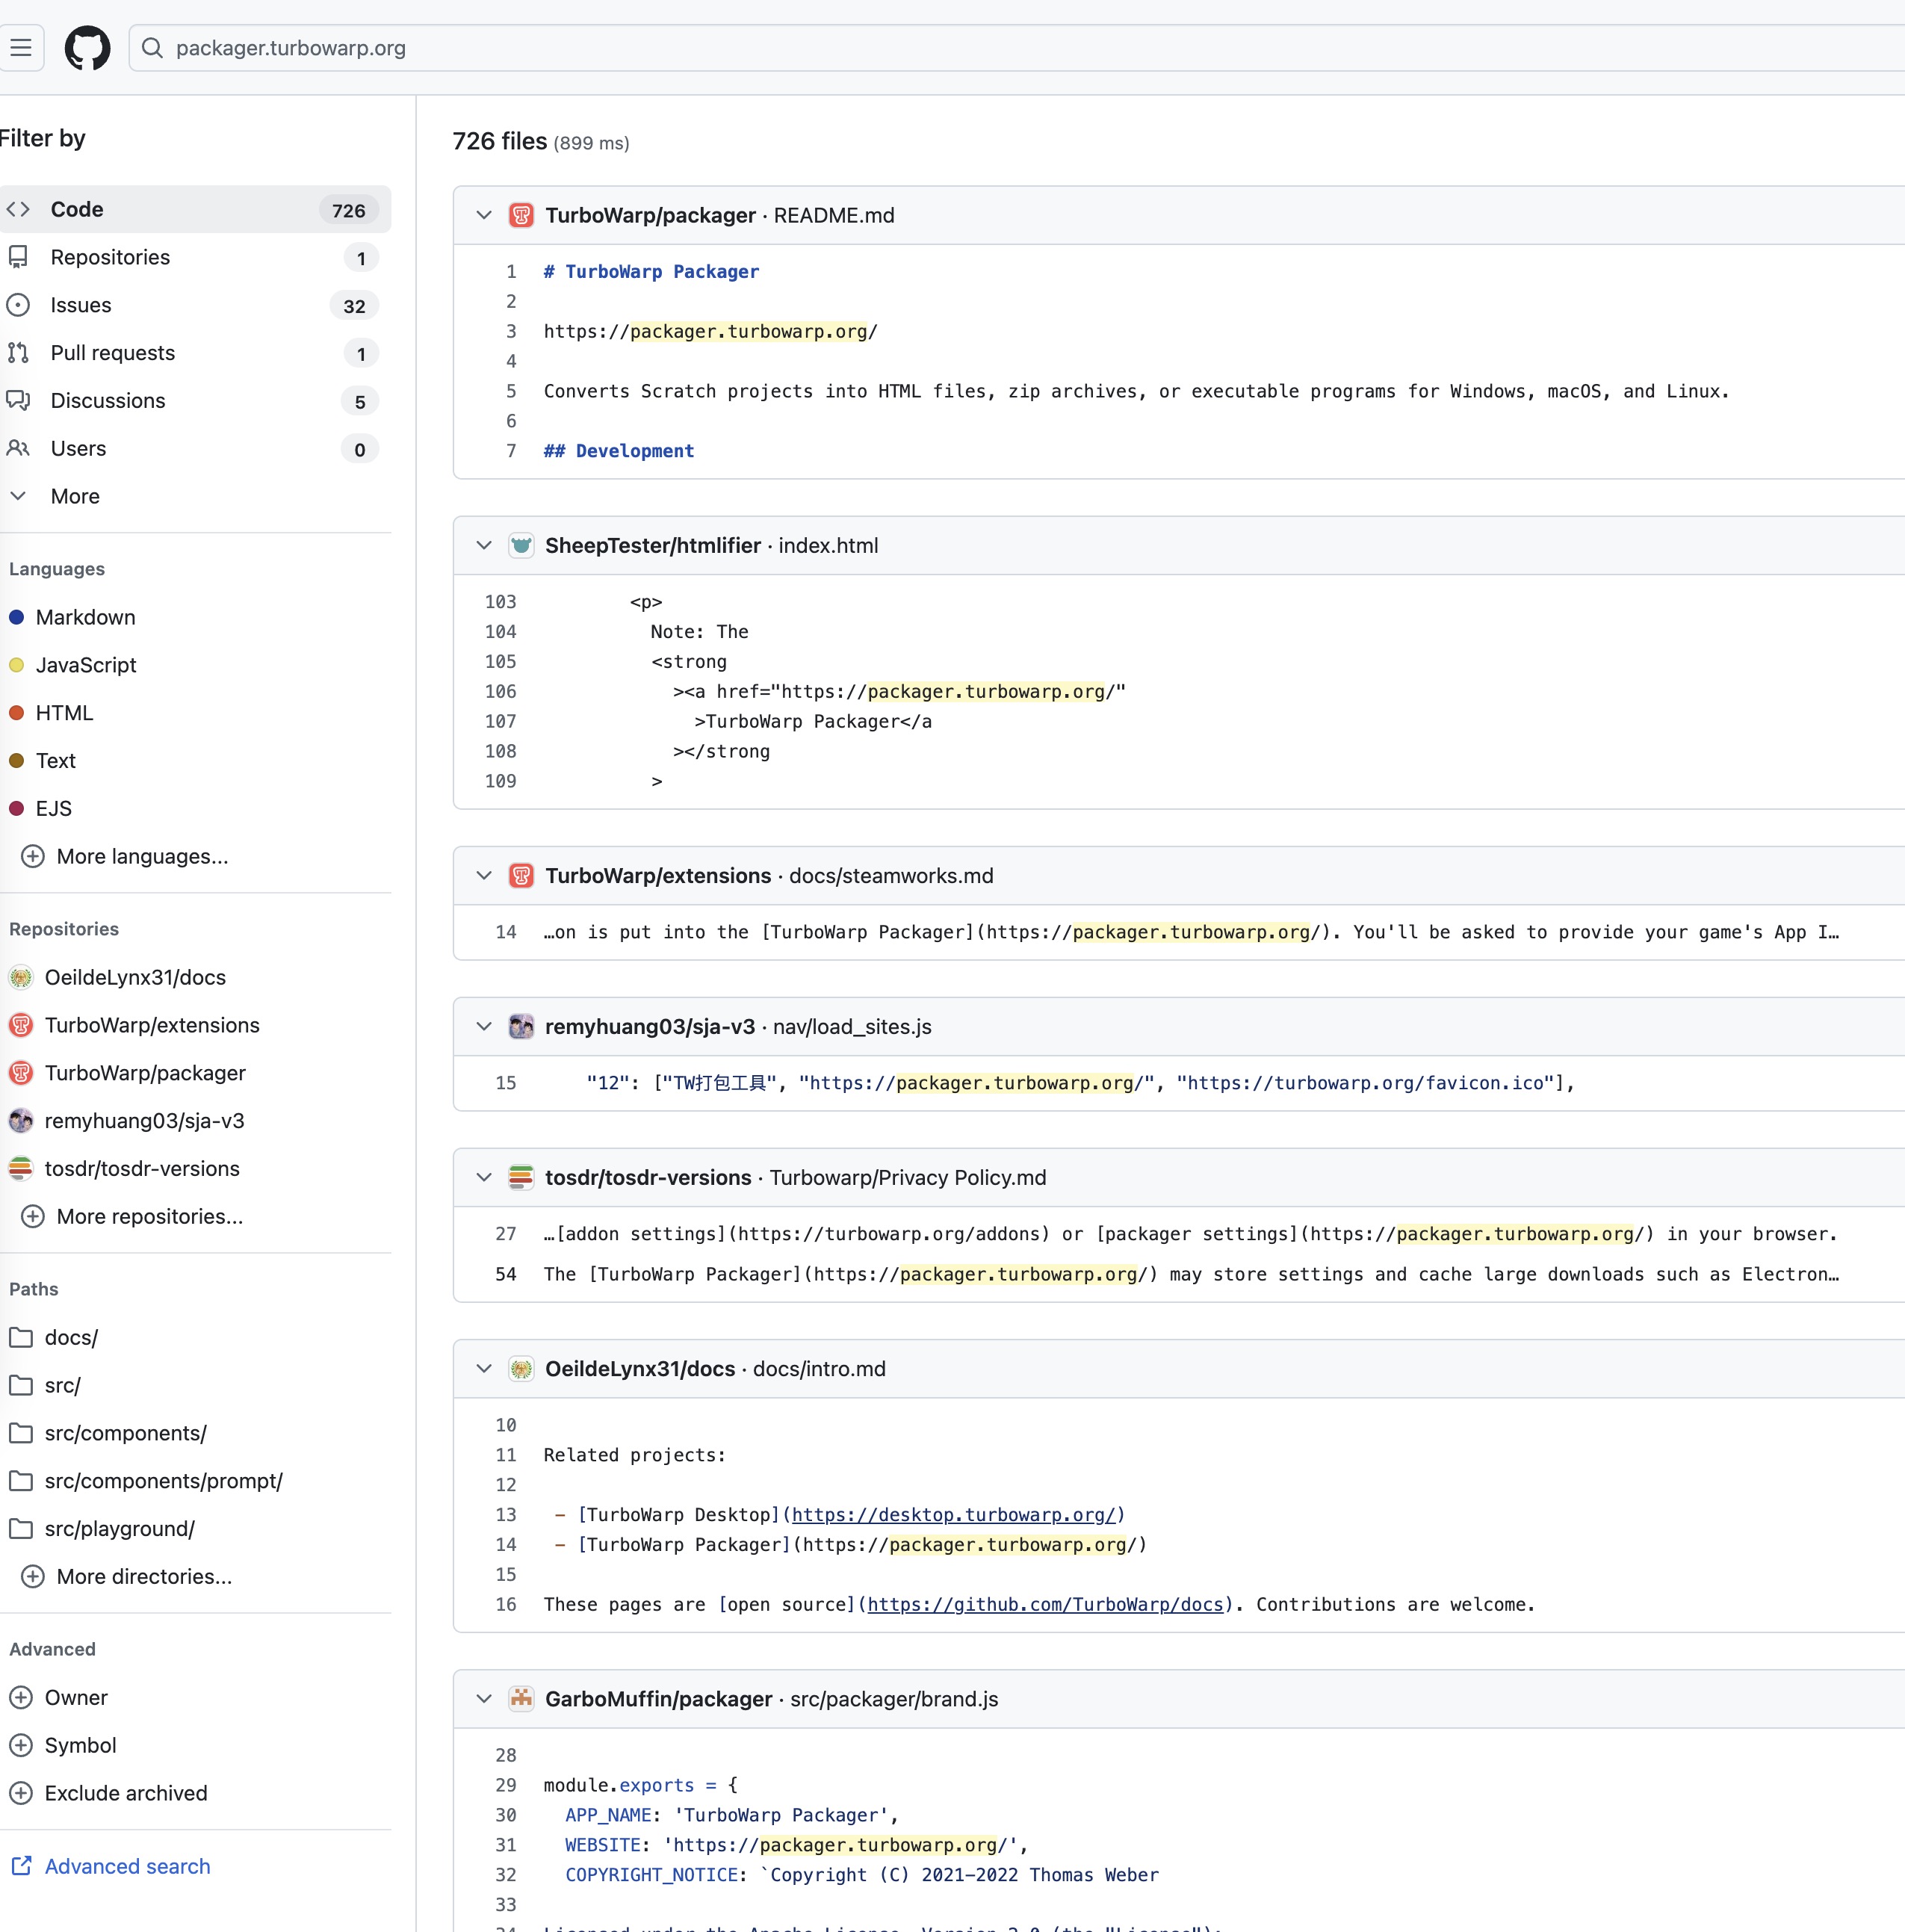 packager.turbowarp.org
Filter by
Code 726
Repositories 1
Issues 32
Pull requests 1
Discussions 5
Users 0
More
Languages
Markdown
JavaScript
HTML
Text
EJS
More languages...
Repositories
OeildeLynx31/docs
TurboWarp/extensions
TurboWarp/packager
remyhuang03/sja-v3
tosdr/tosdr-versions
More repositories...
Paths
docs/
src/
src/components/
src/components/prompt/
src/playground/
More directories...
Advanced
Owner
Symbol
Exclude archived
Advanced search
726 files (899 ms)
TurboWarp/packager · README.md
1 # TurboWarp Packager
2
3 https://packager.turbowarp.org/
4
5 Converts Scratch projects into HTML files, zip archives, or executable programs for Windows, macOS, and Linux.
6
7 ## Development
SheepTester/htmlifier · index.html
103 <p>
104 Note: The
105 <strong
106 ><a href="https://packager.turbowarp.org/"
107 >TurboWarp Packager</a
108 ></strong
109 >
TurboWarp/extensions · docs/steamworks.md
14 …on is put into the [TurboWarp Packager](https://packager.turbowarp.org/). You'll be asked to provide your game's App I…
remyhuang03/sja-v3 · nav/load_sites.js
15 "12": ["TW打包工具", "https://packager.turbowarp.org/", "https://turbowarp.org/favicon.ico"],
tosdr/tosdr-versions · Turbowarp/Privacy Policy.md
27 …[addon settings](https://turbowarp.org/addons) or [packager settings](https://packager.turbowarp.org/) in your browser.
54 The [TurboWarp Packager](https://packager.turbowarp.org/) may store settings and cache large downloads such as Electron…
OeildeLynx31/docs · docs/intro.md
10
11 Related projects:
12
13 - [TurboWarp Desktop](https://desktop.turbowarp.org/)
14 - [TurboWarp Packager](https://packager.turbowarp.org/)
15
16 These pages are [open source](https://github.com/TurboWarp/docs). Contributions are welcome.
GarboMuffin/packager · src/packager/brand.js
28
29 module.exports = {
30 APP_NAME: 'TurboWarp Packager',
31 WEBSITE: 'https://packager.turbowarp.org/',
32 COPYRIGHT_NOTICE: `Copyright (C) 2021-2022 Thomas Weber
33
34 Licensed under the Apache License, Version 2.0 (the "License");